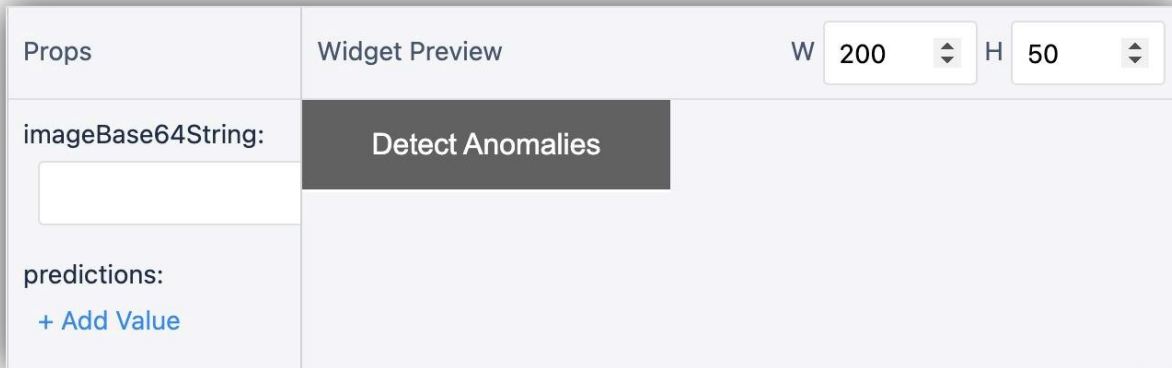 Props
Widget Preview
W 200 H 50
imageBase64String:
Detect Anomalies
predictions:
+ Add Value